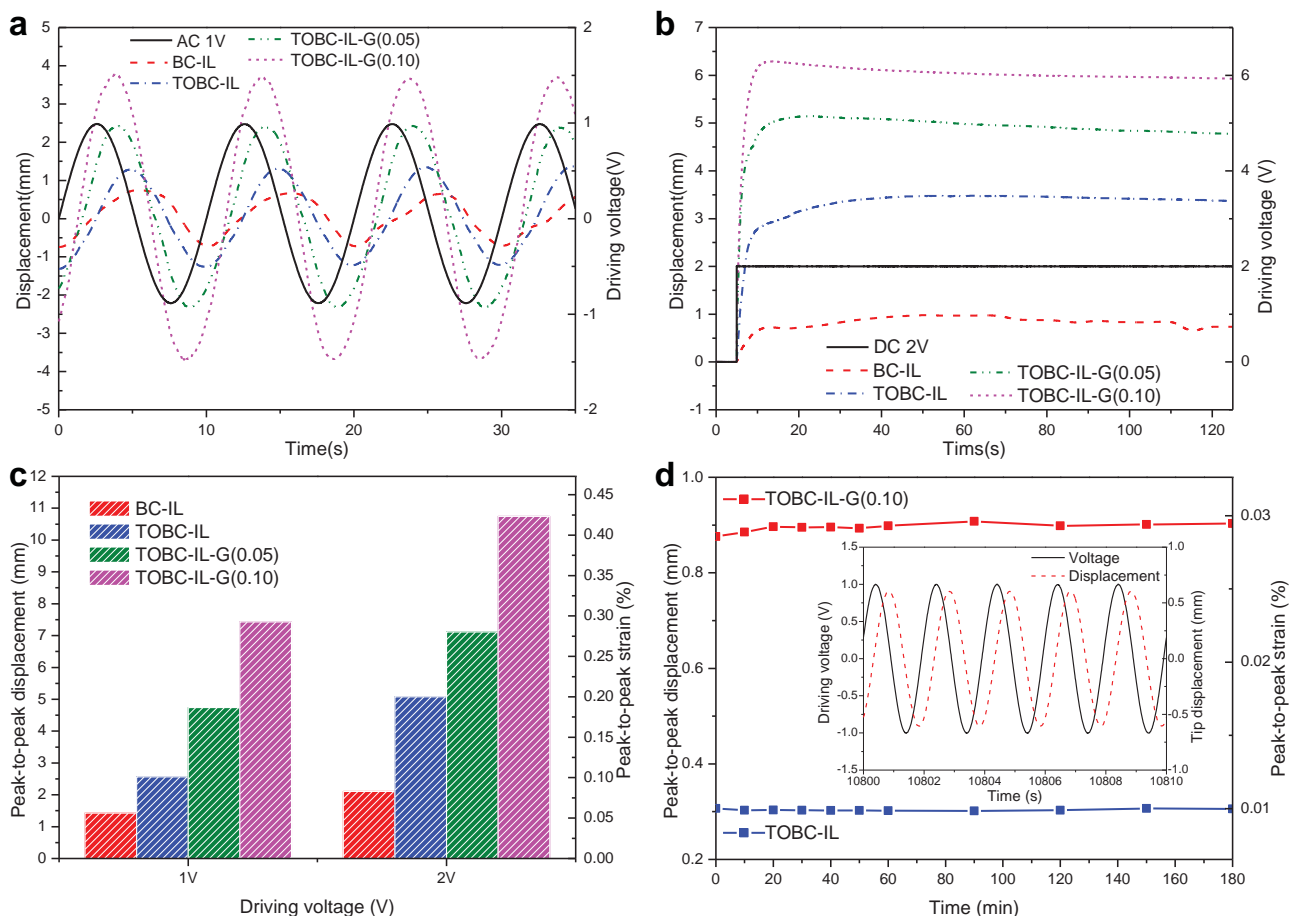 a
AC 1V
BC-IL
TOBC-IL
TOBC-IL-G(0.05)
TOBC-IL-G(0.10)
Displacement(mm)
5
4
3
2
1
0
-1
-2
-3
-4
-5
Driving voltage(V)
2
1
0
-1
-2
0 10 20 30
Time(s)
b
DC 2V
BC-IL
TOBC-IL
TOBC-IL-G(0.05)
TOBC-IL-G(0.10)
Displacement(mm)
7
6
5
4
3
2
1
0
-1
Driving voltage (V)
6
4
2
0
0 20 40 60 80 100 120
Tims(s)
c
BC-IL
TOBC-IL
TOBC-IL-G(0.05)
TOBC-IL-G(0.10)
Peak-to-peak displacement (mm)
12
11
10
9
8
7
6
5
4
3
2
1
0
Peak-to-peak strain (%)
0.45
0.40
0.35
0.30
0.25
0.20
0.15
0.10
0.05
0.00
1V 2V
Driving voltage (V)
d
TOBC-IL-G(0.10)
TOBC-IL
Peak-to-peak displacement (mm)
1.0
0.8
0.6
0.4
0.2
Peak-to-peak strain (%)
0.03
0.02
0.01
0 20 40 60 80 100 120 140 160 180
Time (min)
Voltage
Displacement
Driving voltage (V)
1.5
1.0
0.5
0.0
-0.5
-1.0
-1.5
Tip displacement (mm)
1.0
0.5
0.0
-0.5
-1.0
10800 10802 10804 10806 10808 10810
Time (s)